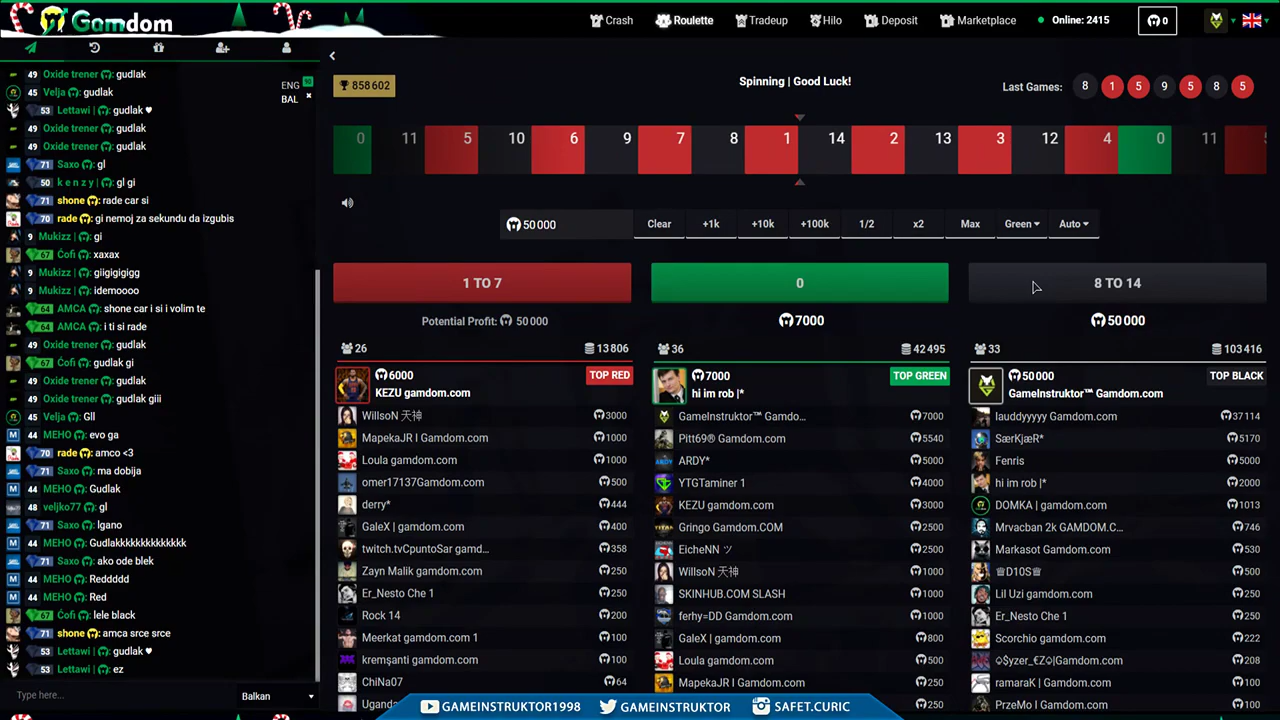 Gamdom
Crash
Roulette
Tradeup
Hilo
Deposit
Marketplace
Online: 2415
0
49 Oxide trener : gudlak
45 Velja : gudlak
53 Lettawi | : gudlak ♥
49 Oxide trener : gudlak
49 Oxide trener : gudlak
71 Saxo : gl
50 k e n z y | : gl gi
71 shone : rade car si
70 rade : gi nemoj za sekundu da izgubis
9 Mukizz | : gi
67 Ćofi : xaxax
9 Mukizz | : giigigigigg
9 Mukizz | : idemoooo
64 AMCA : shone car i si i volim te
64 AMCA : i ti si rade
49 Oxide trener : gudlak
67 Ćofi : gudlak gi
49 Oxide trener : gudlak
49 Oxide trener : gudlak giii
45 Velja : Gll
44 MEHO : evo ga
70 rade : amco <3
71 Saxo : ma dobija
44 MEHO : Gudlak
48 veljko77 : gl
71 Saxo : lgano
44 MEHO : Gudlakkkkkkkkkkkk
71 Saxo : ako ode blek
44 MEHO : Reddddd
44 MEHO : Red
67 Ćofi : lele black
71 shone : amca srce srce
53 Lettawi | : gudlak ♥
53 Lettawi | : ez
ENG
BAL
Type here...
Balkan
858 602
Spinning | Good Luck!
Last Games: 8 1 5 9 5 8 5
0 11 5 10 6 9 7 8 1 14 2 13 3 12 4 0 11 5
50 000
Clear
+1k
+10k
+100k
1/2
x2
Max
Green
Auto
1 TO 7
Potential Profit: 50 000
26 13 806
6000 TOP RED
KEZU gamdom.com
WillsoN 天神 3000
MapekaJR I Gamdom.com 1000
Loula gamdom.com 1000
omer17137Gamdom.com 500
derry* 444
GaleX | gamdom.com 400
twitch.tvCpuntoSar gamd... 358
Zayn Malik gamdom.com 250
Er_Nesto Che 1 250
Rock 14 200
Meerkat gamdom.com 1 100
kremşanti gamdom.com 100
ChiNa07 64
0
7000
36 42 495
7000 TOP GREEN
hi im rob |*
GameInstruktor™ Gamdo... 7000
Pitt69® Gamdom.com 5540
ARDY* 5000
YTGTaminer 1 4000
KEZU gamdom.com 3000
Gringo Gamdom.COM 2500
EicheNN ツ 2500
WillsoN 天神 1000
SKINHUB.COM SLASH 1000
ferhy=DD Gamdom.com 1000
GaleX | gamdom.com 800
Loula gamdom.com 500
MapekaJR I Gamdom.com 250
8 TO 14
50 000
33 103 416
50 000 TOP BLACK
GameInstruktor™ Gamdom.com
lauddyyyyy Gamdom.com 37 114
SærKjæR* 5170
Fenris 5000
hi im rob |* 2000
DOMKA | gamdom.com 1013
Mrvacban 2k GAMDOM.C... 746
Markasot Gamdom.com 530
♕D10S♕ 500
Lil Uzi gamdom.com 250
Er_Nesto Che 1 250
Scorchio gamdom.com 222
208
ramaraK | Gamdom.com 100
PrzeMo I Gamdom.com 100
GAMEINSTRUKTOR1998
GAMEINSTRUKTOR
SAFET.CURIC